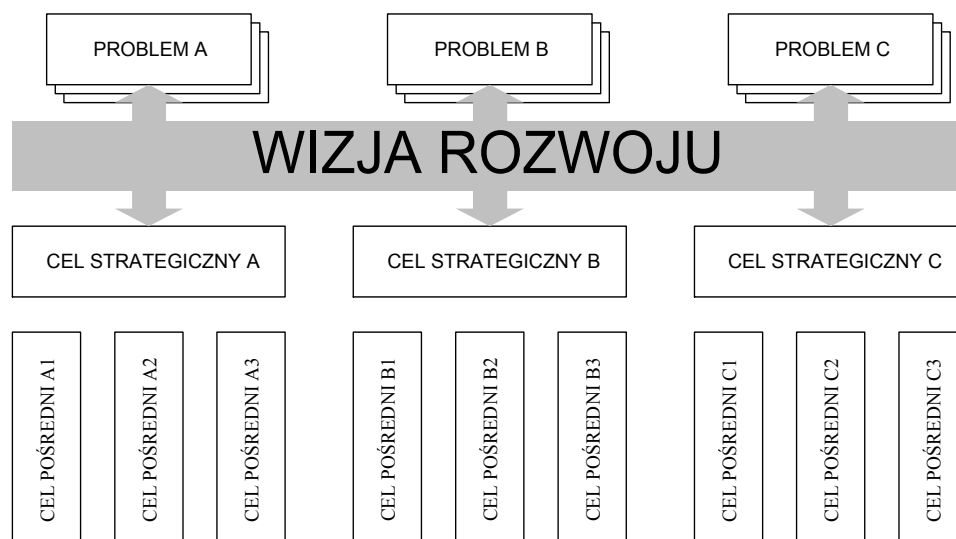 PROBLEM A
PROBLEM B
PROBLEM C
WIZJA ROZWOJU
CEL STRATEGICZNY A
CEL STRATEGICZNY B
CEL STRATEGICZNY C
CEL POŚREDNI A1
CEL POŚREDNI A2
CEL POŚREDNI A3
CEL POŚREDNI B1
CEL POŚREDNI B2
CEL POŚREDNI B3
CEL POŚREDNI C1
CEL POŚREDNI C2
CEL POŚREDNI C3